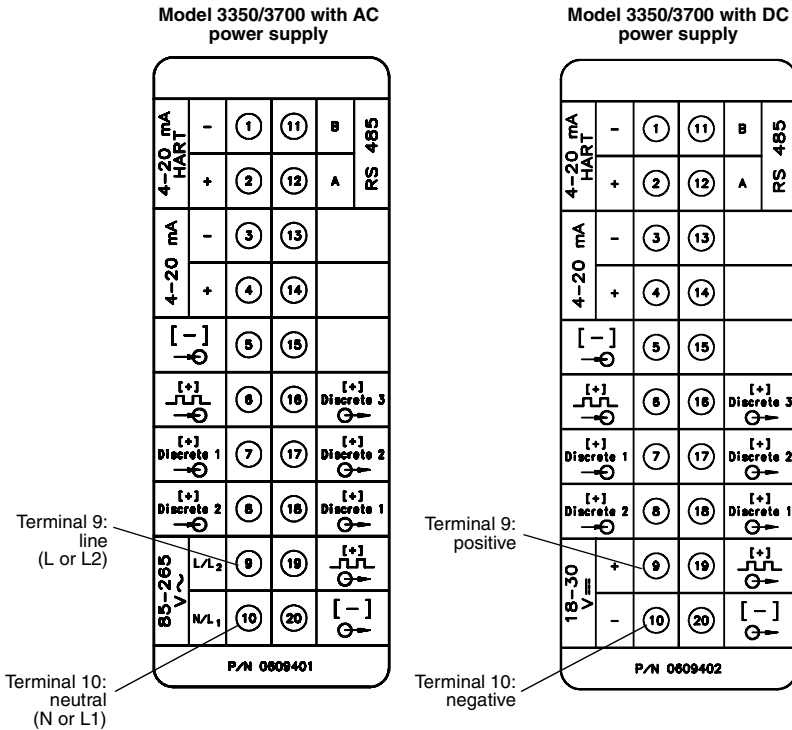 Model 3350/3700 with AC
power supply
4-20 mA
HART
- 1 11 B
+ 2 12 A
RS 485
4-20 mA
- 3 13
+ 4 14
[-] 5 15
[+] 6 16 [+]
Discrete 3
[+] 7 17 [+]
Discrete 1 Discrete 2
[+] 8 18 [+]
Discrete 2 Discrete 1
85-265
V~
L/L2 9 19 [+]
N/L1 10 20 [-]
P/N 0609401
Terminal 9:
line
(L or L2)
Terminal 10:
neutral
(N or L1)
Model 3350/3700 with DC
power supply
4-20 mA
HART
- 1 11 B
+ 2 12 A
RS 485
4-20 mA
- 3 13
+ 4 14
[-] 5 15
[+] 6 16 [+]
Discrete 3
[+] 7 17 [+]
Discrete 1 Discrete 2
[+] 8 18 [+]
Discrete 2 Discrete 1
18-30
V
+ 9 19 [+]
- 10 20 [-]
P/N 0609402
Terminal 9:
positive
Terminal 10:
negative